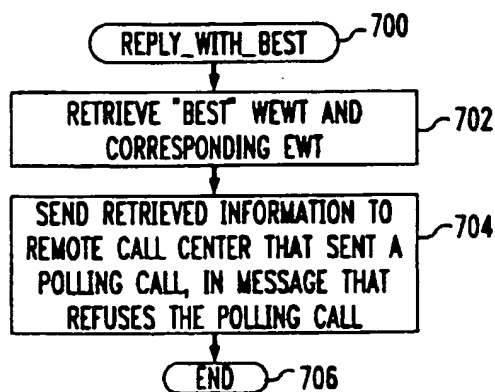 REPLY_WITH_BEST
700
RETRIEVE "BEST" WEWT AND
CORRESPONDING EWT
702
SEND RETRIEVED INFORMATION TO
REMOTE CALL CENTER THAT SENT A
POLLING CALL, IN MESSAGE THAT
REFUSES THE POLLING CALL
704
END
706